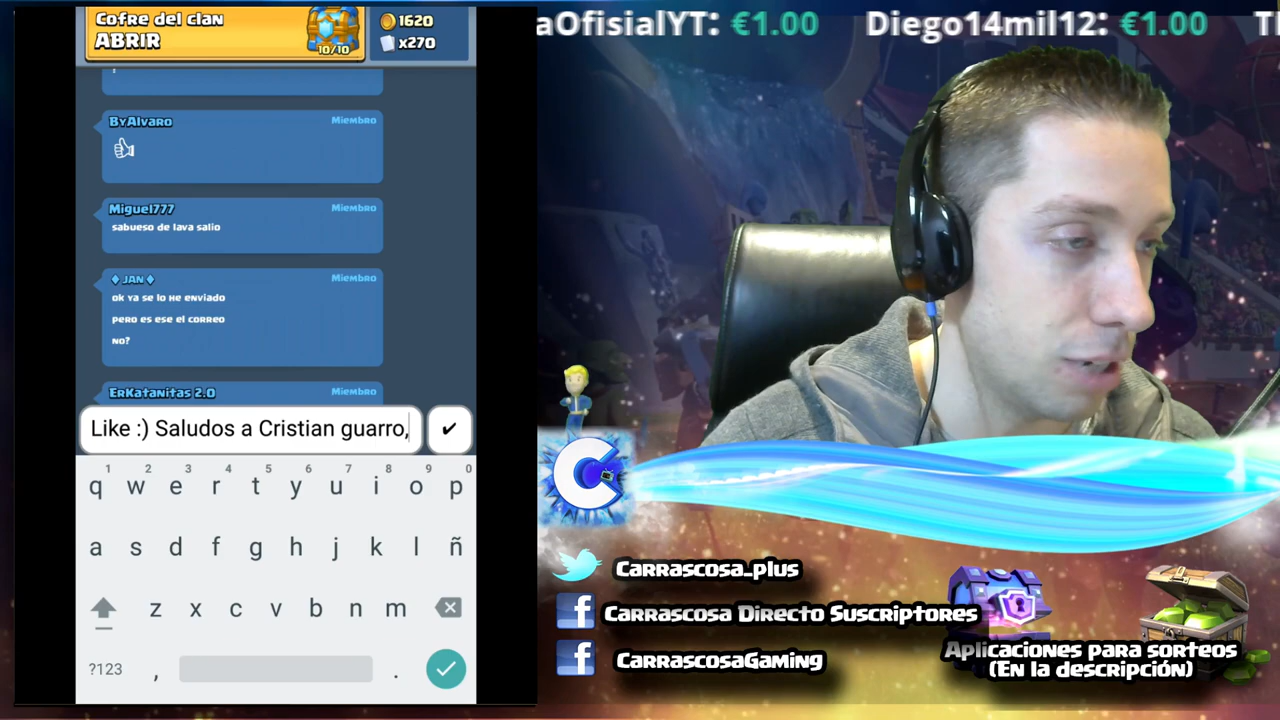 Cofre del clan
ABRIR
10/10
1620
x270
aOfisialYT: €1.00 Diego14mil12: €1.00
ByAlvaro Miembro
Miguel777 Miembro
sabueso de lava salio
♦ JAN ♦ Miembro
ok ya se lo he enviado
pero es ese el correo
no?
ErKatanitas 2.0 Miembro
Like :) Saludos a Cristian guarro,
1 2 3 4 5 6 7 8 9 0
q w e r t y u i o p
a s d f g h j k l ñ
z x c v b n m
?123 , .
Carrascosa_plus
Carrascosa Directo Suscriptores
CarrascosaGaming
Aplicaciones para sorteos
(En la descripción)